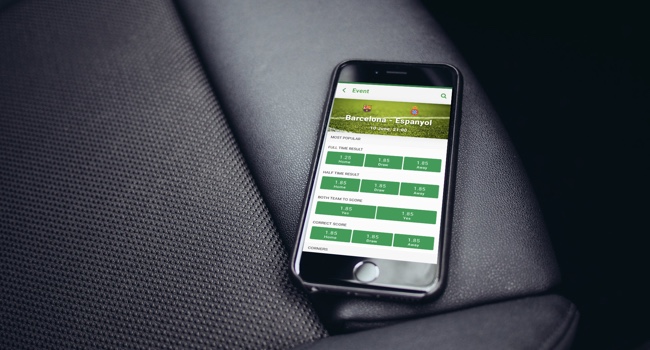 Event
Barcelona - Espanyol
10 June, 21:00
MOST POPULAR
FULL TIME RESULT
1.25 1.85 1.85
Home Draw Away
HALF TIME RESULT
1.85 1.85 1.85
Home Draw Away
BOTH TEAM TO SCORE
1.85 1.85
Yes Yes
CORRECT SCORE
1.85 1.85 1.85
Home Draw Away
CORNERS